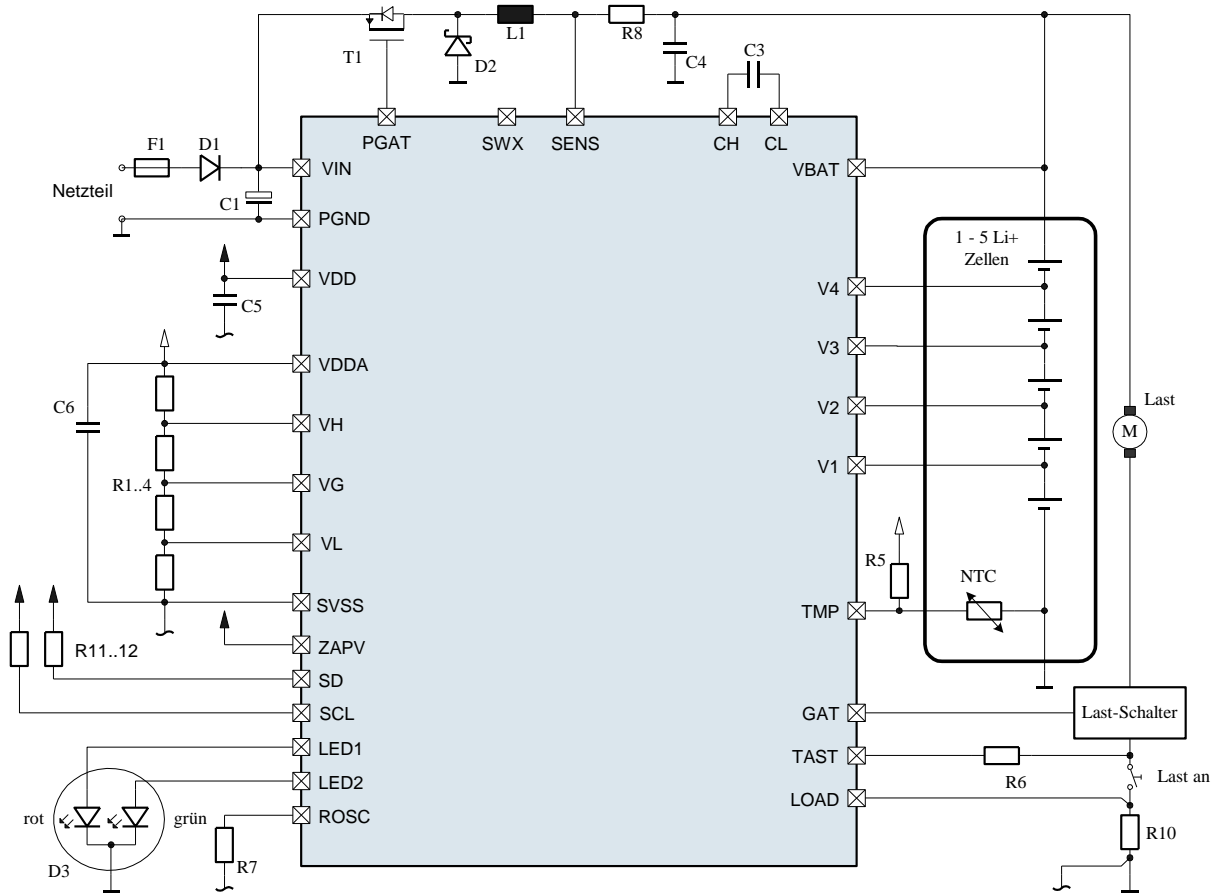 T1
D2
L1
R8
C4
C3
F1
D1
PGAT
SWX
SENS
CH
CL
VIN
VBAT
Netzteil
C1
PGND
1 - 5 Li+
Zellen
VDD
V4
C5
V3
VDDA
C6
V2
Last
VH
M
V1
R1..4
VG
VL
R5
NTC
SVSS
TMP
R11..12
ZAPV
SD
SCL
GAT
Last-Schalter
LED1
TAST
LED2
R6
Last an
rot
grün
ROSC
LOAD
D3
R7
R10